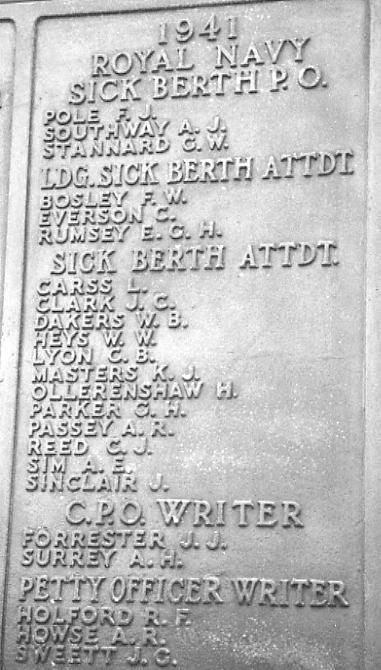 1941
ROYAL NAVY
SICK BERTH P.O.
POLE F. J.
SOUTHWAY A. J.
STANNARD G. W.
LDG. SICK BERTH ATTDT.
BOSLEY F. W.
EVERSON C.
RUMSEY E. G. H.
SICK BERTH ATTDT.
CARSS L.
CLARK J. C.
DAKERS W. B.
HEYS W. W.
LYON C. B.
MASTERS K. J.
OLLERENSHAW H.
PARKER G. H.
PASSEY A. R.
REED C. J.
SIM A. E.
SINCLAIR J.
C.P.O. WRITER
FORRESTER J. J.
SURREY A. H.
PETTY OFFICER WRITER
HOLFORD R. F.
HOWSE A. R.
SWEETT J. G.